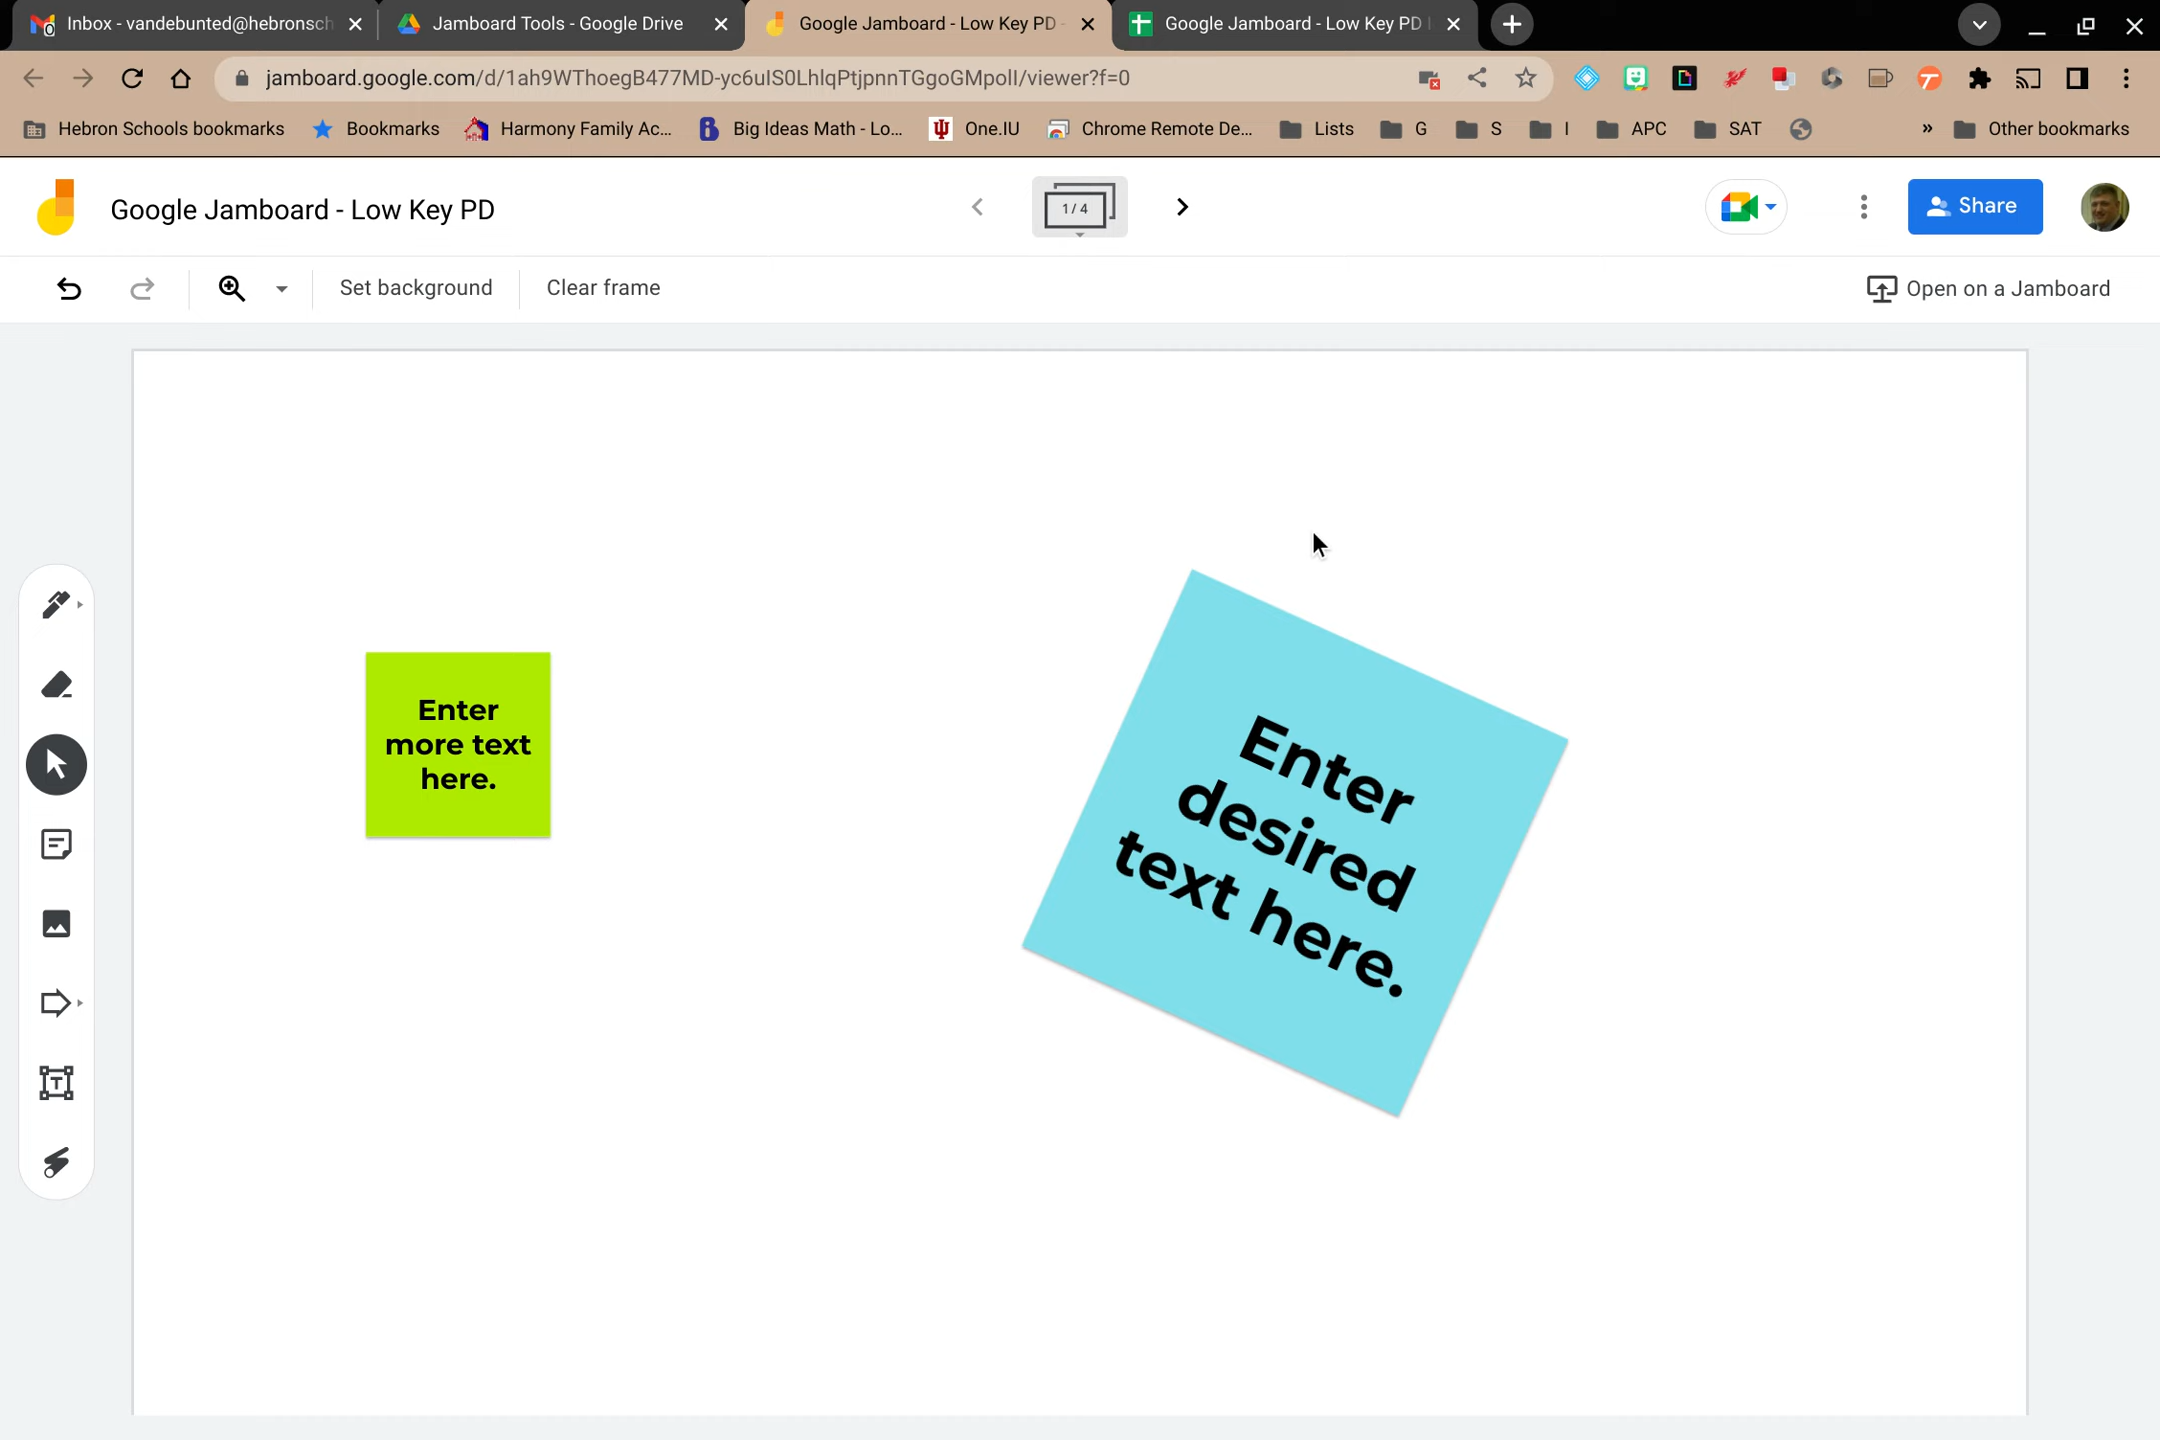 Inbox - vandebunted@hebronsch
Jamboard Tools - Google Drive
Google Jamboard - Low Key PD -
Google Jamboard - Low Key PD
jamboard.google.com/d/1ah9WThoegB477MD-yc6uIS0LhlqPtjpnnTGgoGMpolI/viewer?f=0
Hebron Schools bookmarks
Bookmarks
Harmony Family Ac...
Big Ideas Math - Lo...
One.IU
Chrome Remote De...
Lists
G
S
I
APC
SAT
»
Other bookmarks
Google Jamboard - Low Key PD
1 / 4
Share
Set background
Clear frame
Open on a Jamboard
Enter
more text
here.
Enter
desired
text here.